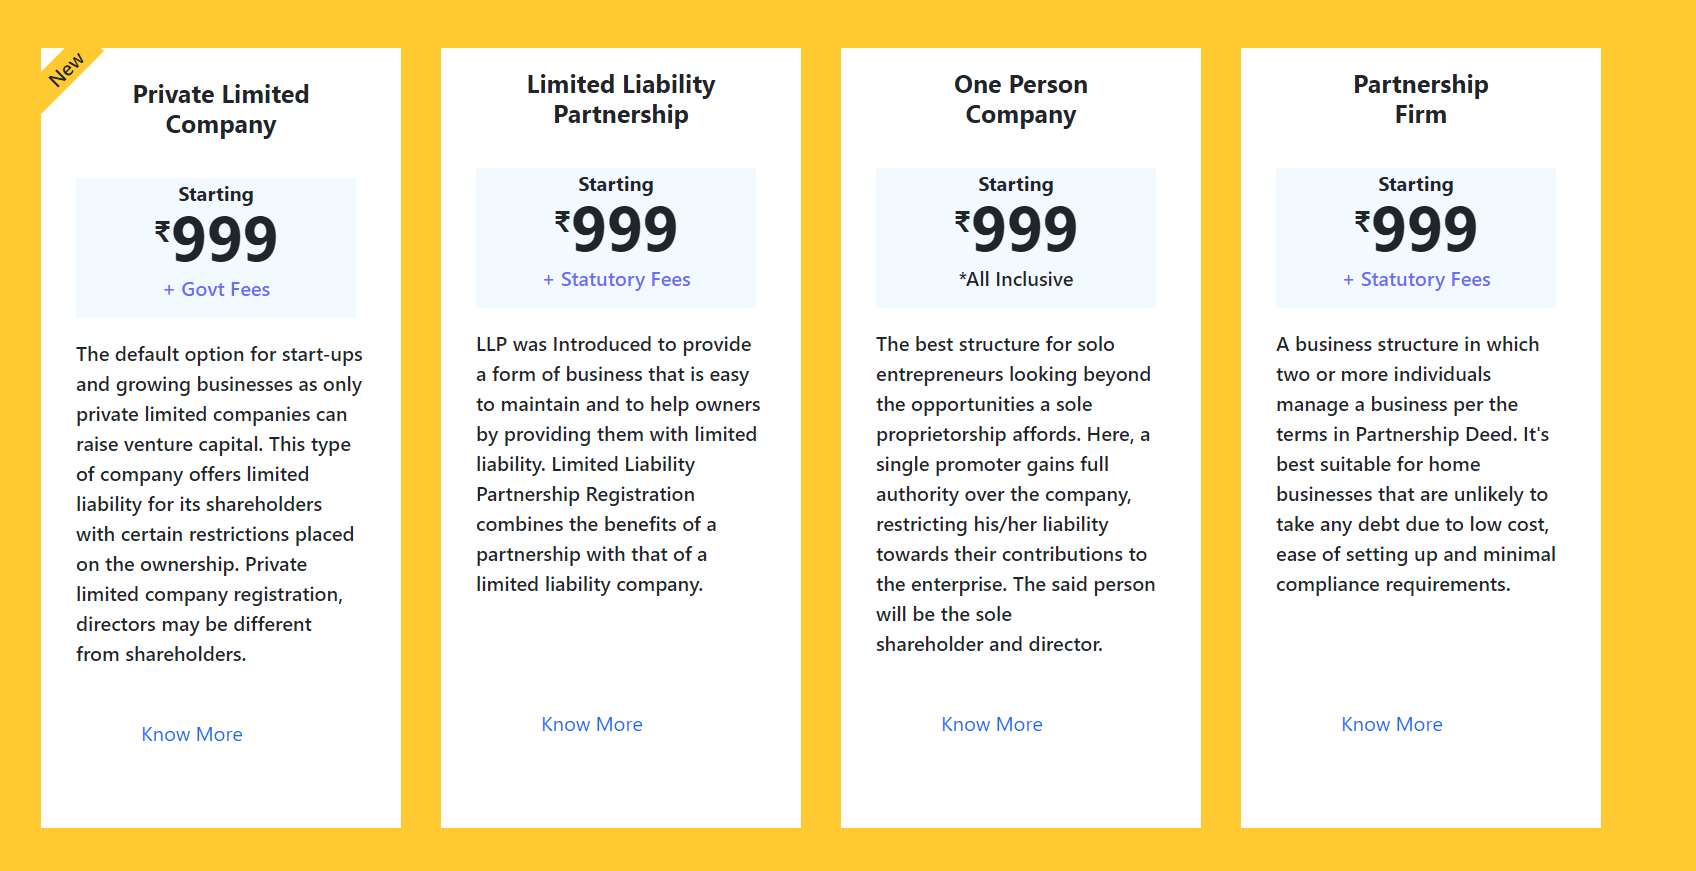 New
Private Limited
Company
Starting
₹999
+ Govt Fees
The default option for start-ups
and growing businesses as only
private limited companies can
raise venture capital. This type
of company offers limited
liability for its shareholders
with certain restrictions placed
on the ownership. Private
limited company registration,
directors may be different
from shareholders.
Know More
Limited Liability
Partnership
Starting
₹999
+ Statutory Fees
LLP was Introduced to provide
a form of business that is easy
to maintain and to help owners
by providing them with limited
liability. Limited Liability
Partnership Registration
combines the benefits of a
partnership with that of a
limited liability company.
Know More
One Person
Company
Starting
₹999
*All Inclusive
The best structure for solo
entrepreneurs looking beyond
the opportunities a sole
proprietorship affords. Here, a
single promoter gains full
authority over the company,
restricting his/her liability
towards their contributions to
the enterprise. The said person
will be the sole
shareholder and director.
Know More
Partnership
Firm
Starting
₹999
+ Statutory Fees
A business structure in which
two or more individuals
manage a business per the
terms in Partnership Deed. It's
best suitable for home
businesses that are unlikely to
take any debt due to low cost,
ease of setting up and minimal
compliance requirements.
Know More